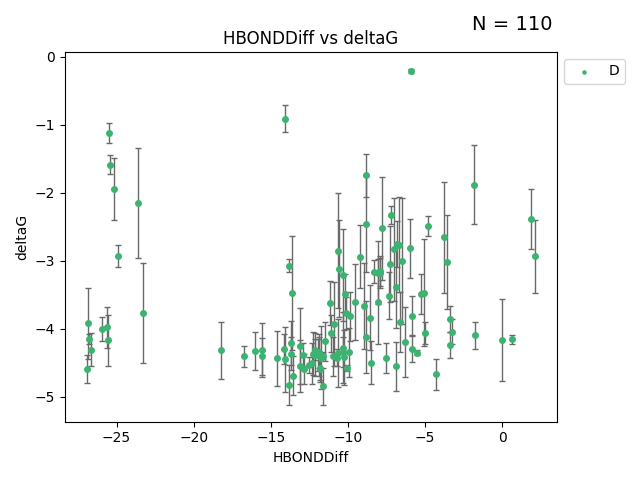 N = 110
HBONDDiff vs deltaG
D
0
−1
−2
−3
−4
−5
deltaG
−25 −20 −15 −10 −5 0
HBONDDiff